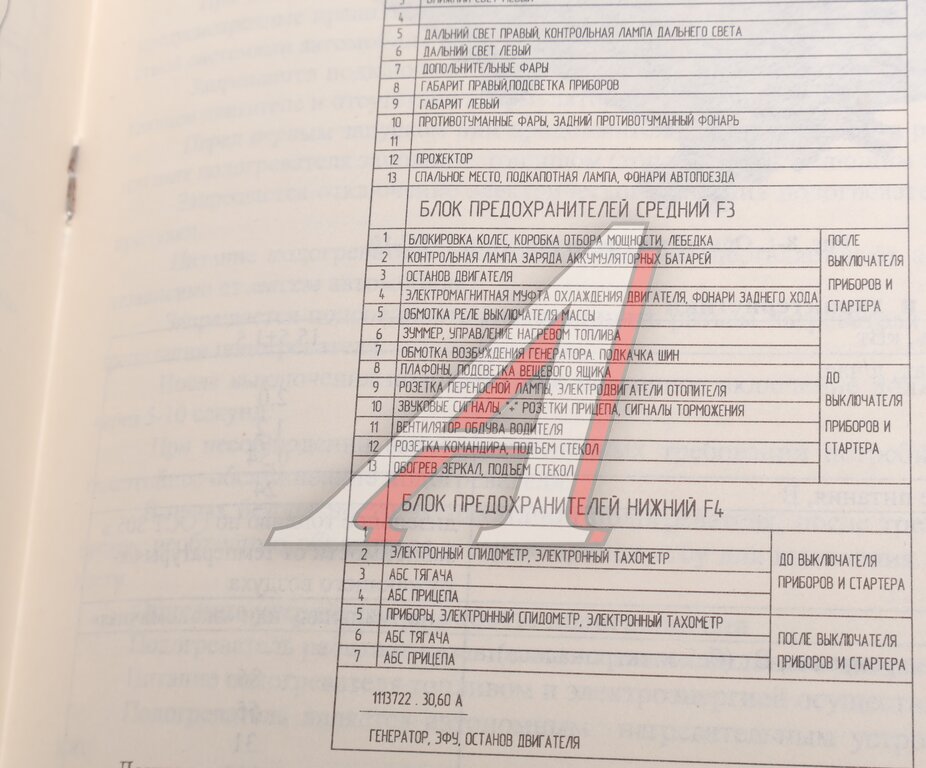 3 БЛИЖНИЙ СВЕТ ЛЕВЫЙ
4
5 ДАЛЬНИЙ СВЕТ ПРАВЫЙ, КОНТРОЛЬНАЯ ЛАМПА ДАЛЬНЕГО СВЕТА
6 ДАЛЬНИЙ СВЕТ ЛЕВЫЙ
7 ДОПОЛЬНИТЕЛЬНЫЕ ФАРЫ
8 ГАБАРИТ ПРАВЫЙ,ПОДСВЕТКА ПРИБОРОВ
9 ГАБАРИТ ЛЕВЫЙ
10 ПРОТИВОТУМАННЫЕ ФАРЫ, ЗАДНИЙ ПРОТИВОТУМАННЫЙ ФОНАРЬ
11
12 ПРОЖЕКТОР
13 СПАЛЬНОЕ МЕСТО, ПОДКАПОТНАЯ ЛАМПА, ФОНАРИ АВТОПОЕЗДА
БЛОК ПРЕДОХРАНИТЕЛЕЙ СРЕДНИЙ F3
1 БЛОКИРОВКА КОЛЕС, КОРОБКА ОТБОРА МОЩНОСТИ, ЛЕБЕДКА
2 КОНТРОЛЬНАЯ ЛАМПА ЗАРЯДА АККУМУЛЯТОРНЫХ БАТАРЕЙ
3 ОСТАНОВ ДВИГАТЕЛЯ
4 ЭЛЕКТРОМАГНИТНАЯ МУФТА ОХЛАЖДЕНИЯ ДВИГАТЕЛЯ, ФОНАРИ ЗАДНЕГО ХОДА
5 ОБМОТКА РЕЛЕ ВЫКЛЮЧАТЕЛЯ МАССЫ
6 ЗУММЕР, УПРАВЛЕНИЕ НАГРЕВОМ ТОПЛИВА
7 ОБМОТКА ВОЗБУЖДЕНИЯ ГЕНЕРАТОРА. ПОДКАЧКА ШИН
ПОСЛЕ
ВЫКЛЮЧАТЕЛЯ
ПРИБОРОВ И
СТАРТЕРА
8 ПЛАФОНЫ, ПОДСВЕТКА ВЕЩЕВОГО ЯЩИКА
9 РОЗЕТКА ПЕРЕНОСНОЙ ЛАМПЫ, ЭЛЕКТРОДВИГАТЕЛИ ОТОПИТЕЛЯ
10 ЗВУКОВЫЕ СИГНАЛЫ, "+" РОЗЕТКИ ПРИЦЕПА, СИГНАЛЫ ТОРМОЖЕНИЯ
11 ВЕНТИЛЯТОР ОБДУВА ВОДИТЕЛЯ
12 РОЗЕТКА КОМАНДИРА, ПОДЪЕМ СТЕКОЛ
13 ОБОГРЕВ ЗЕРКАЛ, ПОДЪЕМ СТЕКОЛ
ДО
ВЫКЛЮЧАТЕЛЯ
ПРИБОРОВ И
СТАРТЕРА
БЛОК ПРЕДОХРАНИТЕЛЕЙ НИЖНИЙ F4
1
2 ЭЛЕКТРОННЫЙ СПИДОМЕТР, ЭЛЕКТРОННЫЙ ТАХОМЕТР
3 АБС ТЯГАЧА
4 АБС ПРИЦЕПА
ДО ВЫКЛЮЧАТЕЛЯ
ПРИБОРОВ И СТАРТЕРА
5 ПРИБОРЫ, ЭЛЕКТРОННЫЙ СПИДОМЕТР, ЭЛЕКТРОННЫЙ ТАХОМЕТР
6 АБС ТЯГАЧА
7 АБС ПРИЦЕПА
ПОСЛЕ ВЫКЛЮЧАТЕЛЯ
ПРИБОРОВ И СТАРТЕРА
1113722 . 30,60 А
ГЕНЕРАТОР, ЭФУ, ОСТАНОВ ДВИГАТЕЛЯ